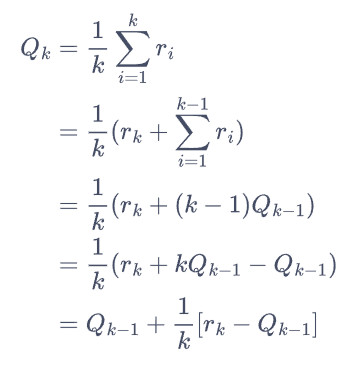 $Q_k = \frac{1}{k} \sum_{i=1}^{k} r_i$
$= \frac{1}{k} (r_k + \sum_{i=1}^{k-1} r_i)$
$= \frac{1}{k} (r_k + (k - 1) Q_{k-1})$
$= \frac{1}{k} (r_k + k Q_{k-1} - Q_{k-1})$
$= Q_{k-1} + \frac{1}{k} [r_k - Q_{k-1}]$